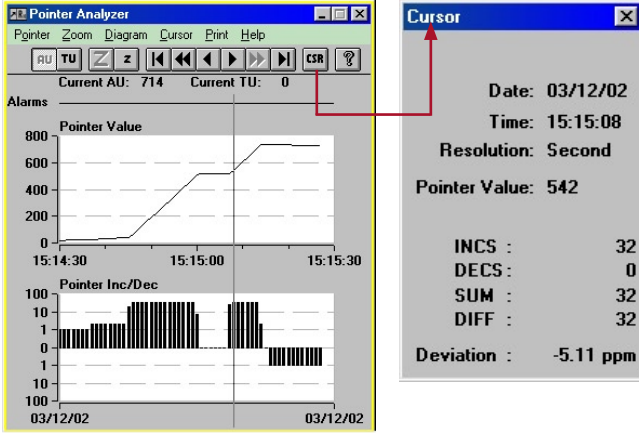 Pointer Analyzer
Pointer Zoom Diagram Cursor Print Help
AU TU Z z CSR ?
Current AU: 714 Current TU: 0
Alarms
Pointer Value
800
600
400
200
0
15:14:30 15:15:00 15:15:30
Pointer Inc/Dec
100
10
1
0
1
10
100
03/12/02 03/12/02
Cursor
Date: 03/12/02
Time: 15:15:08
Resolution: Second
Pointer Value: 542
INCS : 32
DECS : 0
SUM : 32
DIFF : 32
Deviation : -5.11 ppm